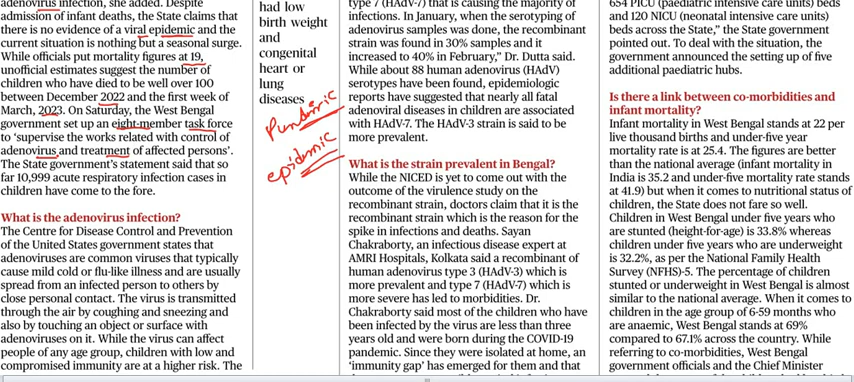 adenovirus infection, she added. Despite
admission of infant deaths, the State claims that
there is no evidence of a viral epidemic and the
current situation is nothing but a seasonal surge.
While officials put mortality figures at 19,
unofficial estimates suggest the number of
children who have died to be well over 100
between December 2022 and the first week of
March, 2023. On Saturday, the West Bengal
government set up an eight-member task force
to ‘supervise the works related with control of
adenovirus and treatment of affected persons’.
The State government’s statement said that so
far 10,999 acute respiratory infection cases in
children have come to the fore.
What is the adenovirus infection?
The Centre for Disease Control and Prevention
of the United States government states that
adenoviruses are common viruses that typically
cause mild cold or flu-like illness and are usually
spread from an infected person to others by
close personal contact. The virus is transmitted
through the air by coughing and sneezing and
also by touching an object or surface with
adenoviruses on it. While the virus can affect
people of any age group, children with low and
compromised immunity are at a higher risk. The
had low
birth weight
and
congenital
heart or
lung
diseases
epidemic
type 7 (HAdV-7) that is causing the majority of
infections. In January, when the serotyping of
adenovirus samples was done, the recombinant
strain was found in 30% samples and it
increased to 40% in February,” Dr. Dutta said.
While about 88 human adenovirus (HAdV)
serotypes have been found, epidemiologic
reports have suggested that nearly all fatal
adenoviral diseases in children are associated
with HAdV-7. The HAdV-3 strain is said to be
more prevalent.
What is the strain prevalent in Bengal?
While the NICED is yet to come out with the
outcome of the virulence study on the
recombinant strain, doctors claim that it is the
recombinant strain which is the reason for the
spike in infections and deaths. Sayan
Chakraborty, an infectious disease expert at
AMRI Hospitals, Kolkata said a recombinant of
human adenovirus type 3 (HAdV-3) which is
more prevalent and type 7 (HAdV-7) which is
more severe has led to morbidities. Dr.
Chakraborty said most of the children who have
been infected by the virus are less than three
years old and were born during the COVID-19
pandemic. Since they were isolated at home, an
‘immunity gap’ has emerged for them and that
654 PICU (paediatric intensive care units) beds
and 120 NICU (neonatal intensive care units)
beds across the State,” the State government
pointed out. To deal with the situation, the
government announced the setting up of five
additional paediatric hubs.
Is there a link between co-morbidities and
infant mortality?
Infant mortality in West Bengal stands at 22 per
live thousand births and under-five year
mortality rate is at 25.4. The figures are better
than the national average (infant mortality in
India is 35.2 and under-five mortality rate stands
at 41.9) but when it comes to nutritional status of
children, the State does not fare so well.
Children in West Bengal under five years who
are stunted (height-for-age) is 33.8% whereas
children under five years who are underweight
is 32.2%, as per the National Family Health
Survey (NFHS)-5. The percentage of children
stunted or underweight in West Bengal is almost
similar to the national average. When it comes to
children in the age group of 6-59 months who
are anaemic, West Bengal stands at 69%
compared to 67.1% across the country. While
referring to co-morbidities, West Bengal
government officials and the Chief Minister